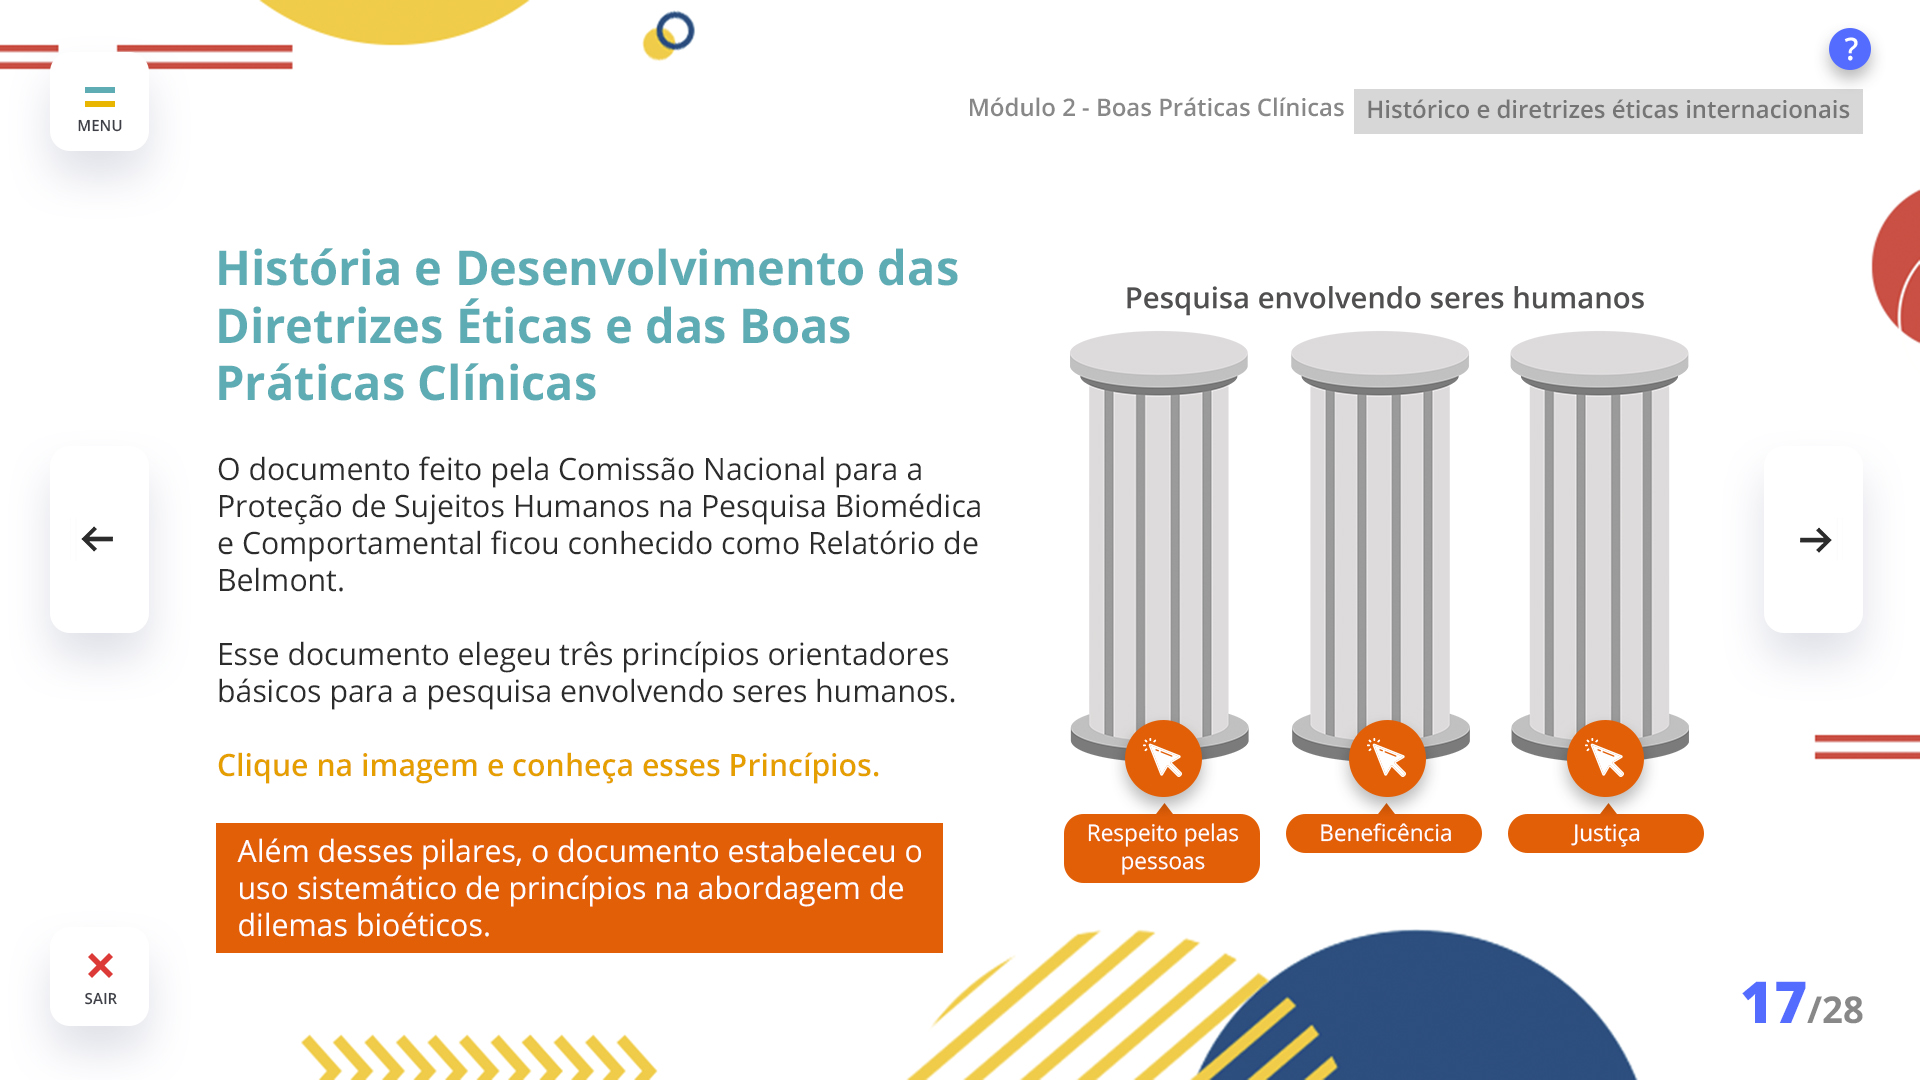 ?
MENU
Módulo 2 - Boas Práticas Clínicas
Histórico e diretrizes éticas internacionais
História e Desenvolvimento das
Diretrizes Éticas e das Boas
Práticas Clínicas
O documento feito pela Comissão Nacional para a
Proteção de Sujeitos Humanos na Pesquisa Biomédica
e Comportamental ficou conhecido como Relatório de
Belmont.
Esse documento elegeu três princípios orientadores
básicos para a pesquisa envolvendo seres humanos.
Clique na imagem e conheça esses Princípios.
Além desses pilares, o documento estabeleceu o
uso sistemático de princípios na abordagem de
dilemas bioéticos.
Pesquisa envolvendo seres humanos
Respeito pelas
pessoas
Beneficência
Justiça
SAIR
17/28